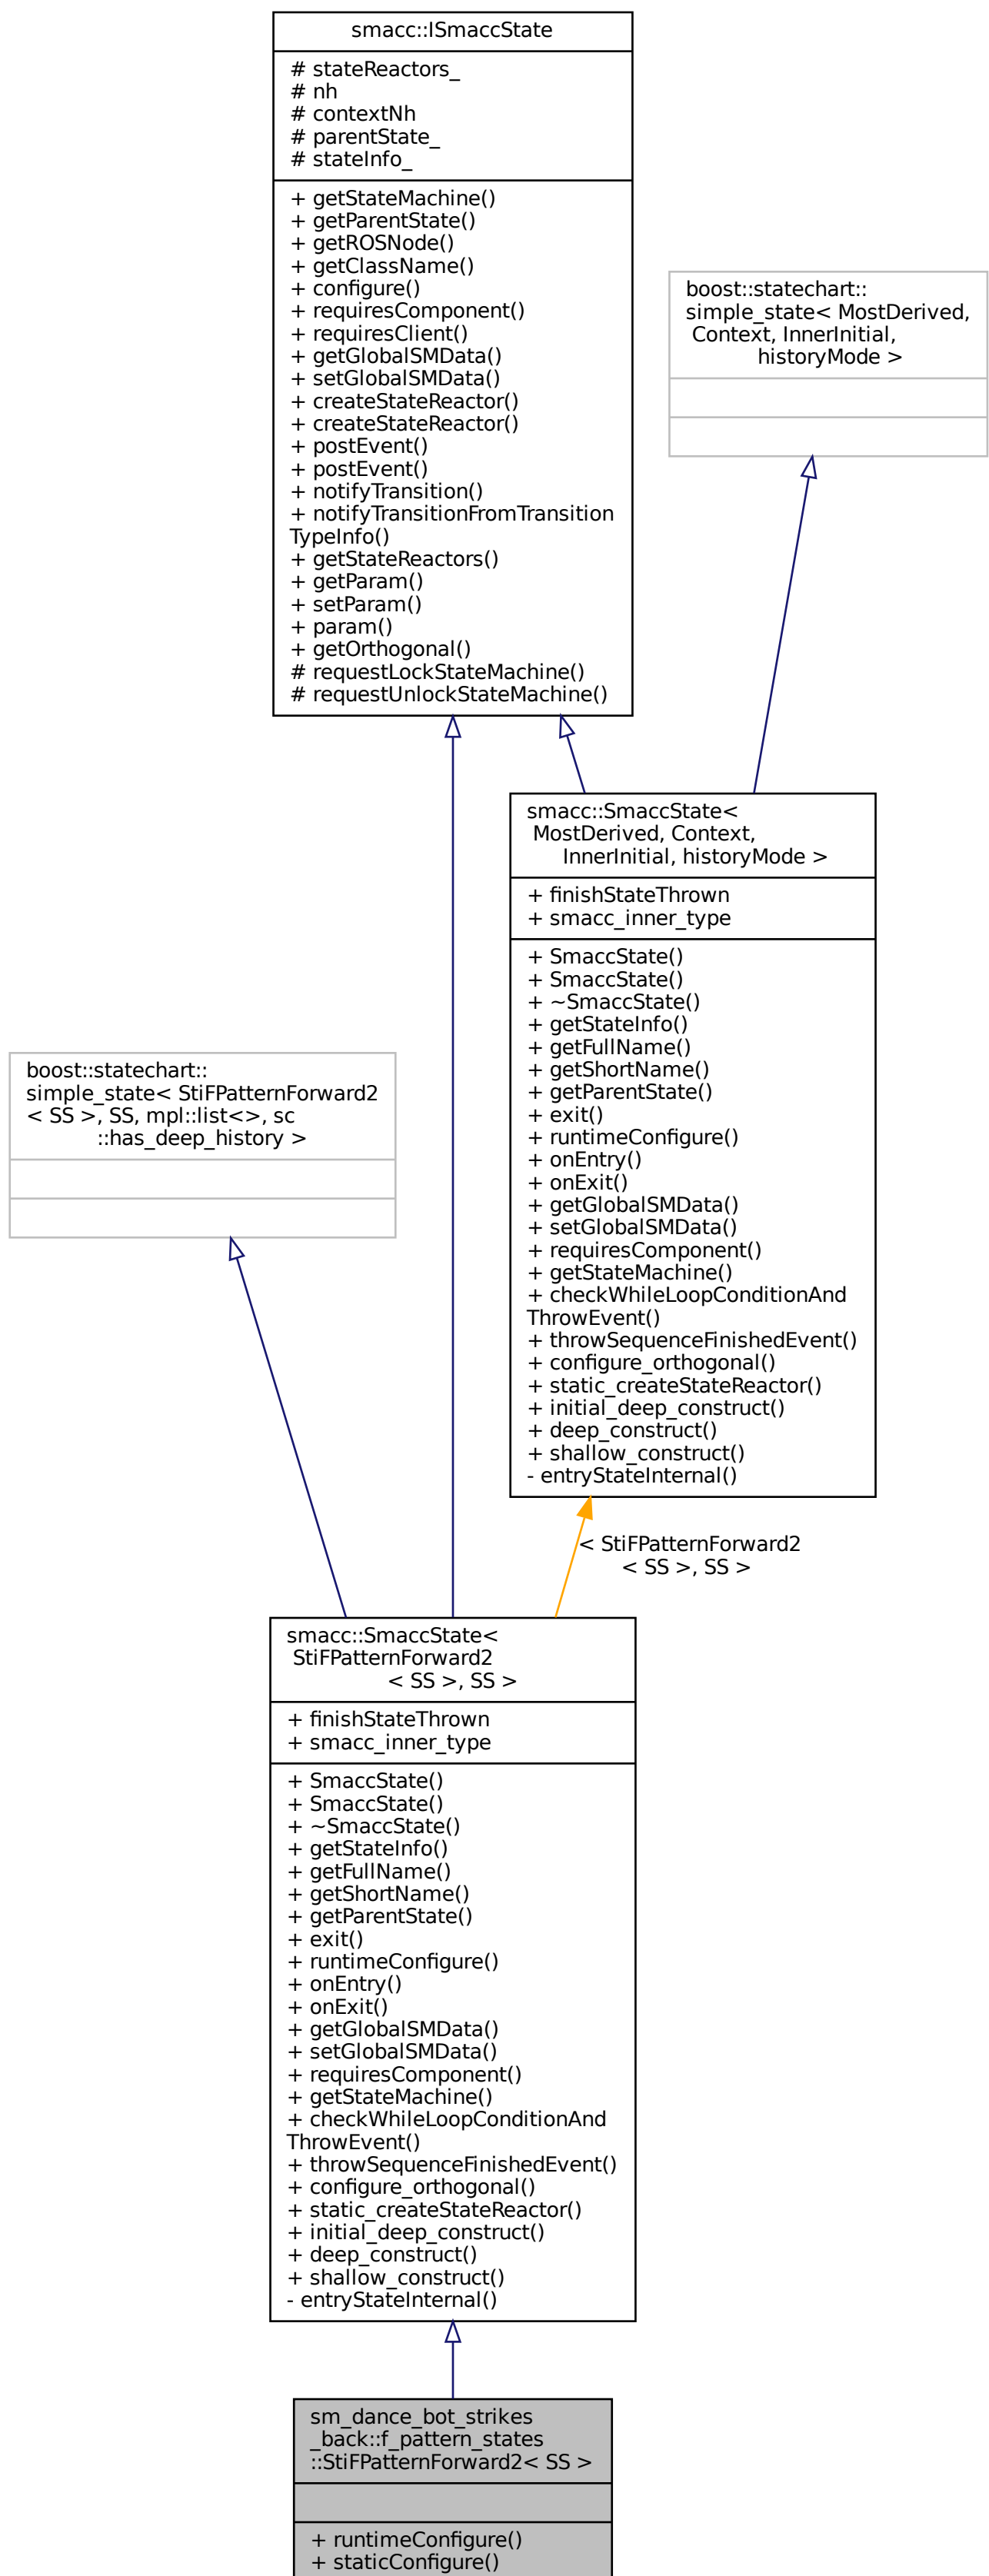 smacc::ISmaccState
# stateReactors_
# nh
# contextNh
# parentState_
# stateInfo_
+ getStateMachine()
+ getParentState()
+ getROSNode()
+ getClassName()
+ configure()
+ requiresComponent()
+ requiresClient()
+ getGlobalSMData()
+ setGlobalSMData()
+ createStateReactor()
+ createStateReactor()
+ postEvent()
+ postEvent()
+ notifyTransition()
+ notifyTransitionFromTransition
TypeInfo()
+ getStateReactors()
+ getParam()
+ setParam()
+ param()
+ getOrthogonal()
# requestLockStateMachine()
# requestUnlockStateMachine()
boost::statechart::
simple_state< MostDerived,
Context, InnerInitial,
historyMode >
smacc::SmaccState<
MostDerived, Context,
InnerInitial, historyMode >
+ finishStateThrown
+ smacc_inner_type
+ SmaccState()
+ SmaccState()
+ ~SmaccState()
+ getStateInfo()
+ getFullName()
+ getShortName()
+ getParentState()
+ exit()
+ runtimeConfigure()
+ onEntry()
+ onExit()
+ getGlobalSMData()
+ setGlobalSMData()
+ requiresComponent()
+ getStateMachine()
+ checkWhileLoopConditionAnd
ThrowEvent()
+ throwSequenceFinishedEvent()
+ configure_orthogonal()
+ static_createStateReactor()
+ initial_deep_construct()
+ deep_construct()
+ shallow_construct()
- entryStateInternal()
boost::statechart::
simple_state< StiFPatternForward2
< SS >, SS, mpl::list<>, sc
::has_deep_history >
< StiFPatternForward2
< SS >, SS >
smacc::SmaccState<
StiFPatternForward2
< SS >, SS >
+ finishStateThrown
+ smacc_inner_type
+ SmaccState()
+ SmaccState()
+ ~SmaccState()
+ getStateInfo()
+ getFullName()
+ getShortName()
+ getParentState()
+ exit()
+ runtimeConfigure()
+ onEntry()
+ onExit()
+ getGlobalSMData()
+ setGlobalSMData()
+ requiresComponent()
+ getStateMachine()
+ checkWhileLoopConditionAnd
ThrowEvent()
+ throwSequenceFinishedEvent()
+ configure_orthogonal()
+ static_createStateReactor()
+ initial_deep_construct()
+ deep_construct()
+ shallow_construct()
- entryStateInternal()
sm_dance_bot_strikes
_back::f_pattern_states
::StiFPatternForward2< SS >
+ runtimeConfigure()
+ staticConfigure()